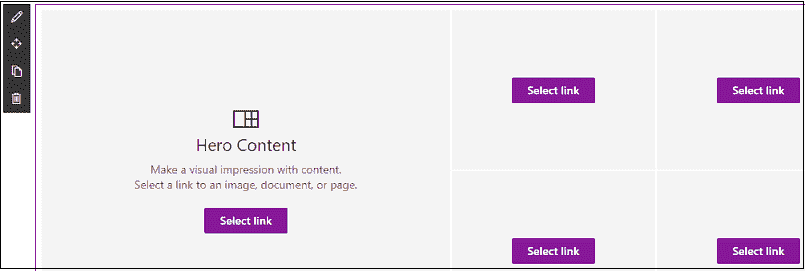 Select link
Select link
Hero Content
Make a visual impression with content.
Select a link to an image, document, or page.
Select link
Select link
Select link